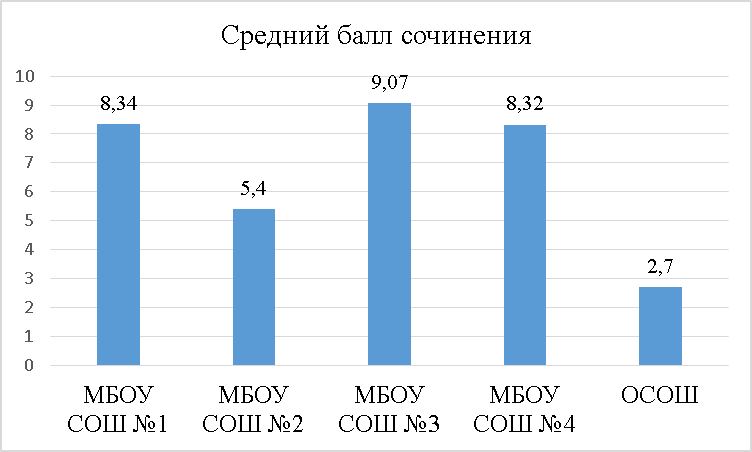 Средний балл сочинения
10
9
8
7
6
5
4
3
2
1
0
8,34
5,4
9,07
8,32
2,7
МБОУ
СОШ №1
МБОУ
СОШ №2
МБОУ
СОШ №3
МБОУ
СОШ №4
ОСОШ